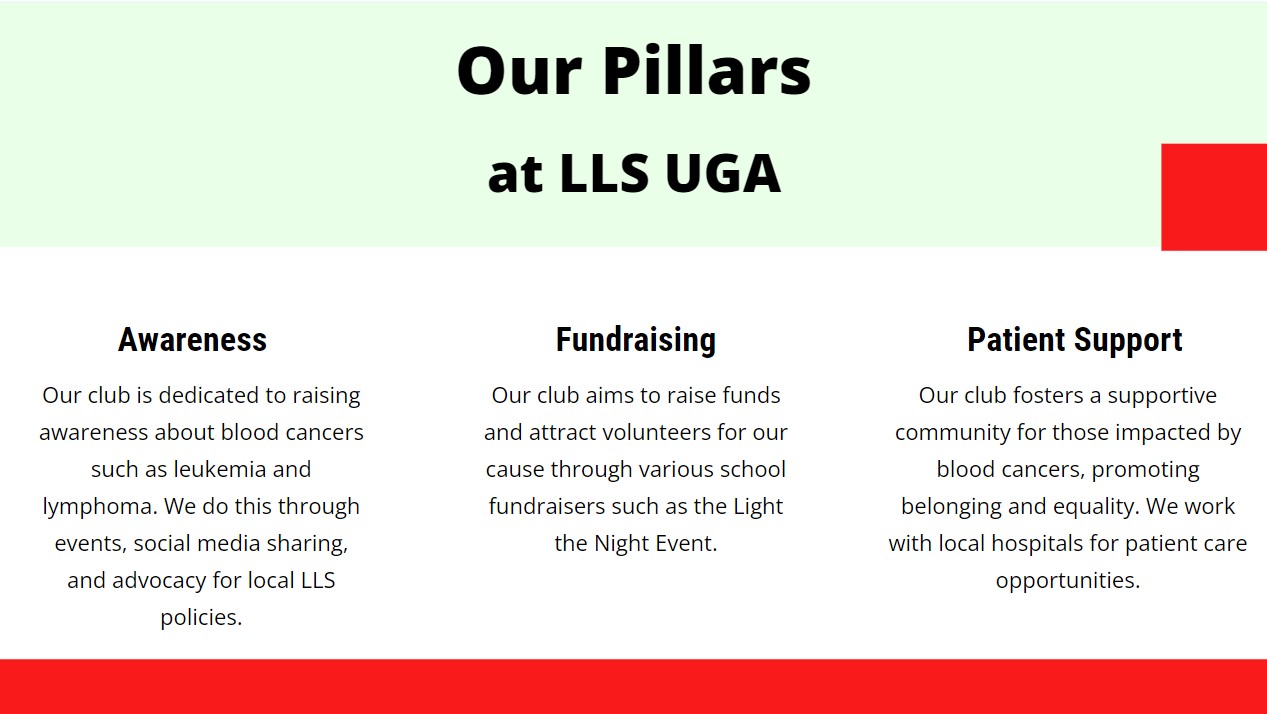 Our Pillars
at LLS UGA
Awareness
Our club is dedicated to raising
awareness about blood cancers
such as leukemia and
lymphoma. We do this through
events, social media sharing,
and advocacy for local LLS
policies.
Fundraising
Our club aims to raise funds
and attract volunteers for our
cause through various school
fundraisers such as the Light
the Night Event.
Patient Support
Our club fosters a supportive
community for those impacted by
blood cancers, promoting
belonging and equality. We work
with local hospitals for patient care
opportunities.